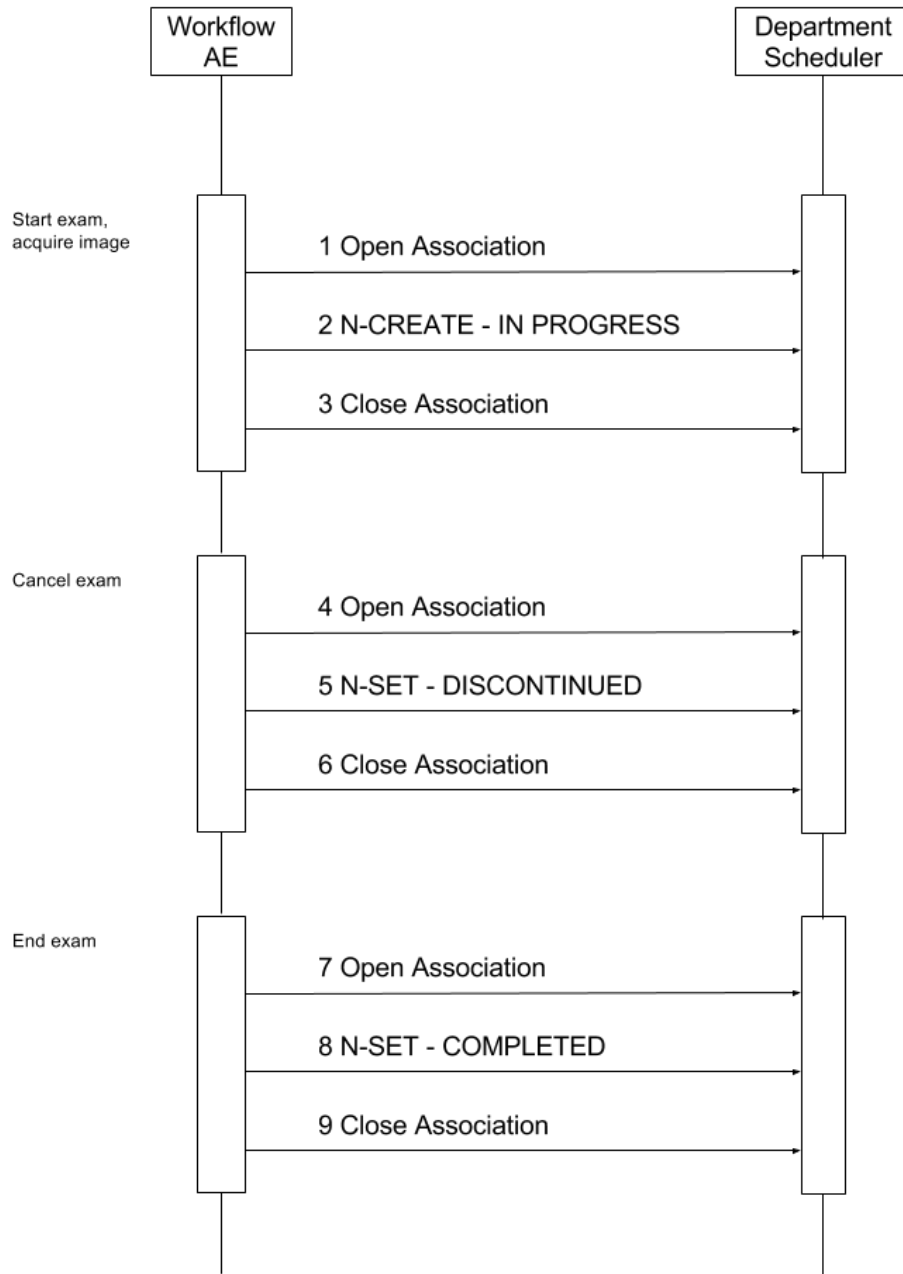 Workflow
AE
Department
Scheduler
Start exam,
acquire image
1 Open Association
2 N-CREATE - IN PROGRESS
3 Close Association
Cancel exam
4 Open Association
5 N-SET - DISCONTINUED
6 Close Association
End exam
7 Open Association
8 N-SET - COMPLETED
9 Close Association